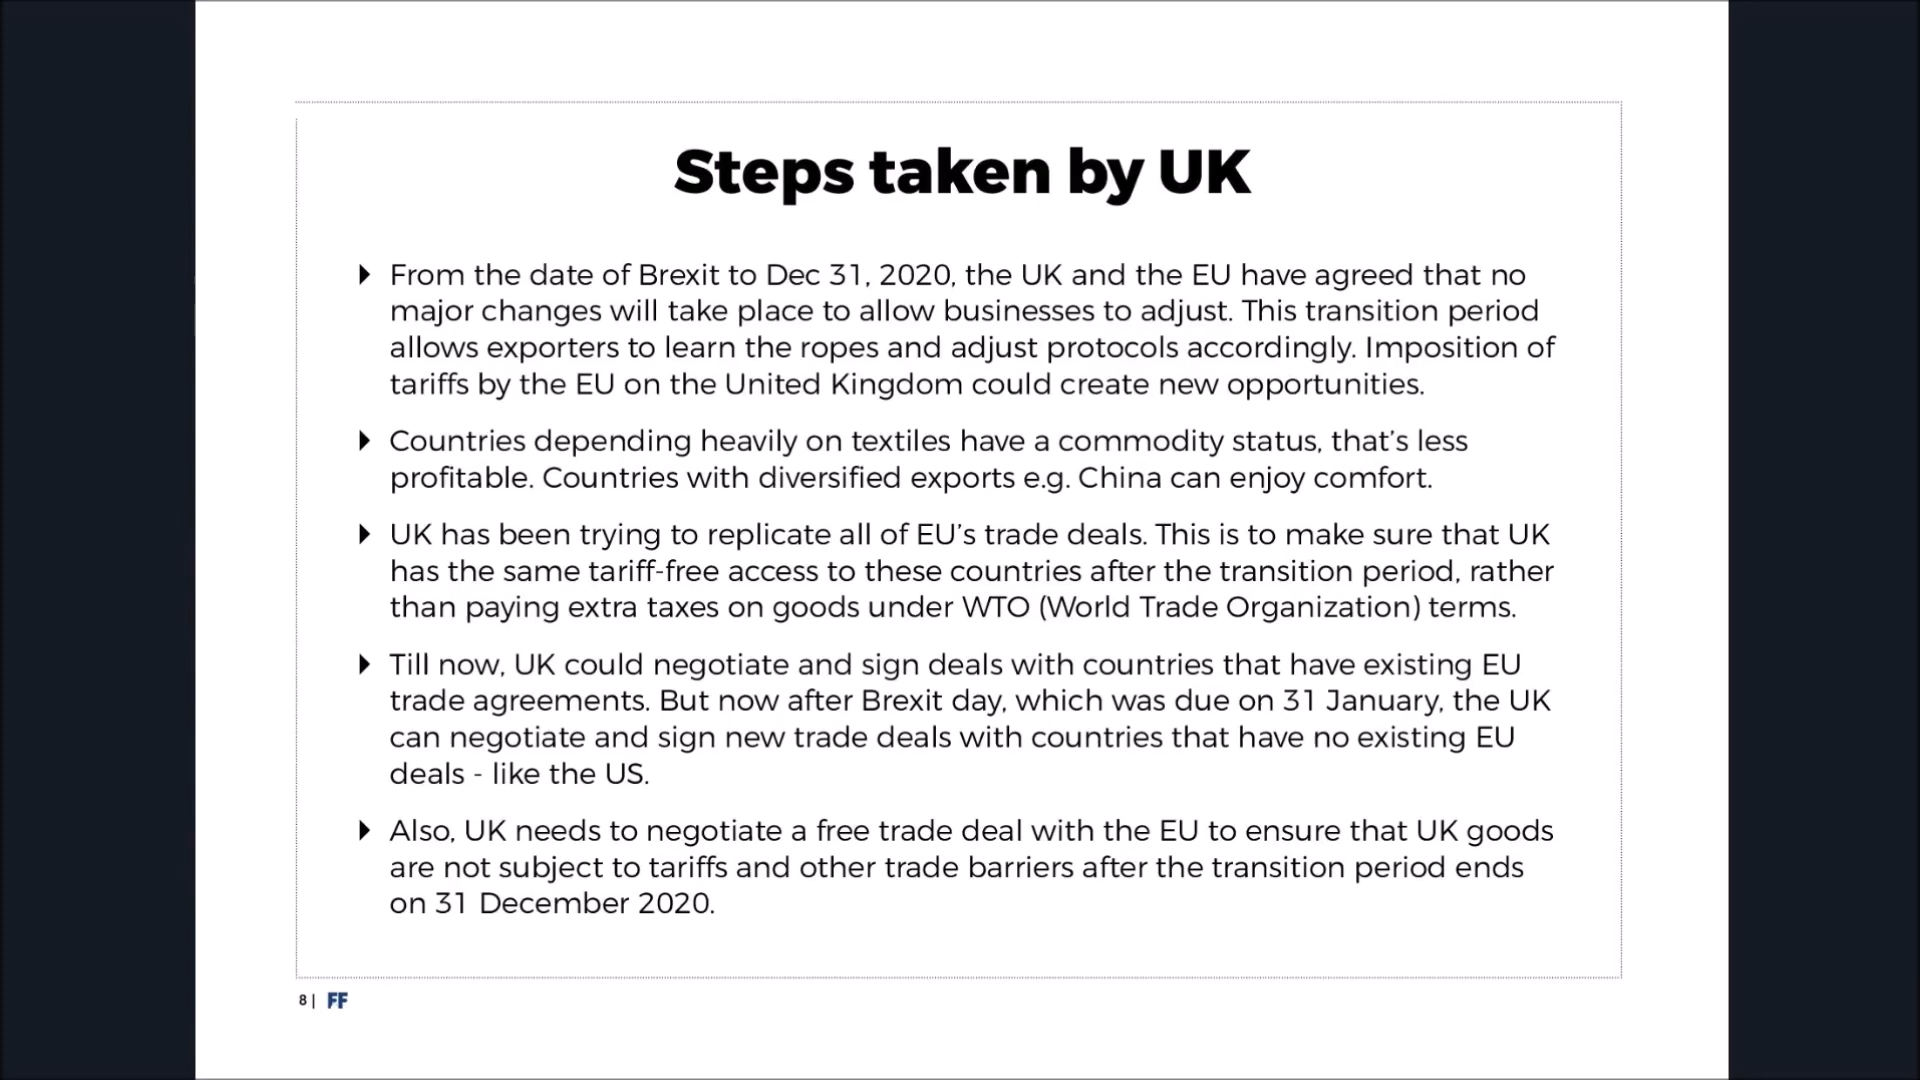 Steps taken by UK
From the date of Brexit to Dec 31, 2020, the UK and the EU have agreed that no
major changes will take place to allow businesses to adjust. This transition period
allows exporters to learn the ropes and adjust protocols accordingly. Imposition of
tariffs by the EU on the United Kingdom could create new opportunities.
Countries depending heavily on textiles have a commodity status, that’s less
profitable. Countries with diversified exports e.g. China can enjoy comfort.
UK has been trying to replicate all of EU’s trade deals. This is to make sure that UK
has the same tariff-free access to these countries after the transition period, rather
than paying extra taxes on goods under WTO (World Trade Organization) terms.
Till now, UK could negotiate and sign deals with countries that have existing EU
trade agreements. But now after Brexit day, which was due on 31 January, the UK
can negotiate and sign new trade deals with countries that have no existing EU
deals - like the US.
Also, UK needs to negotiate a free trade deal with the EU to ensure that UK goods
are not subject to tariffs and other trade barriers after the transition period ends
on 31 December 2020.
8 | FF